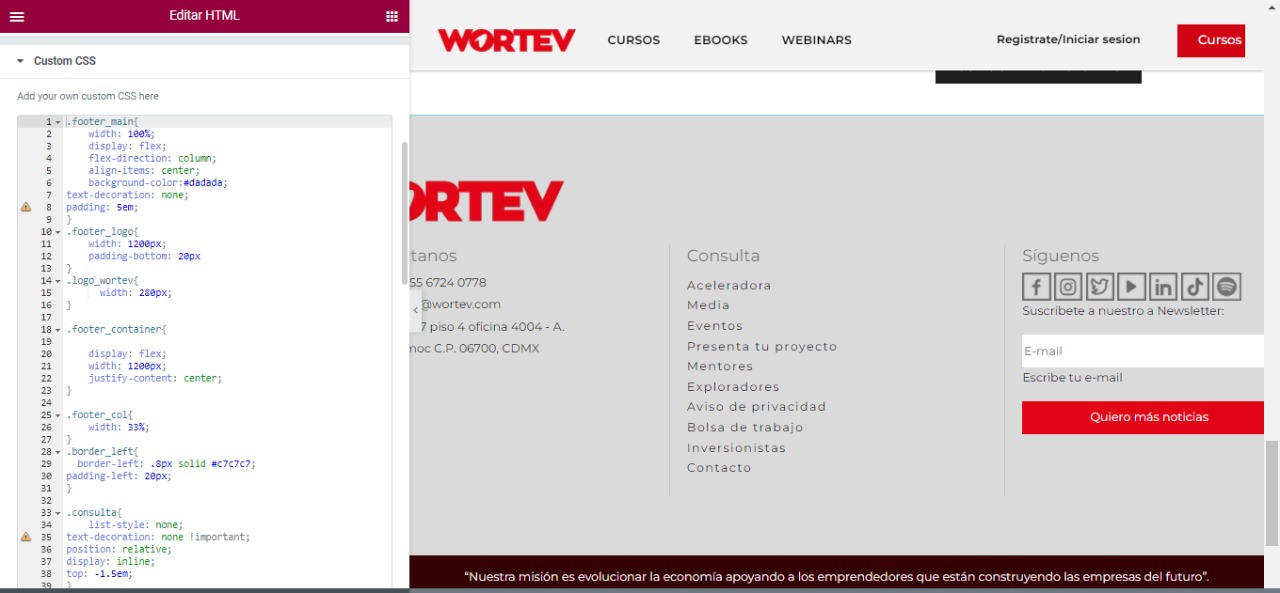 Editar HTML
WORTEV
CURSOS
EBOOKS
WEBINARS
Registrate/Iniciar sesion
Cursos
Custom CSS
Add your own custom CSS here
1 .footer_main{
2 width: 100%;
3 display: flex;
4 flex-direction: column;
5 align-items: center;
6 background-color:#dadada;
7 text-decoration: none;
8 padding: 5em;
9 }
10 .footer_logo{
11 width: 1200px;
12 padding-bottom: 20px
13 }
14 .logo_wortev{
15 width: 280px;
16 }
17
18 .footer_container{
19
20 display: flex;
21 width: 1200px;
22 justify-content: center;
23 }
24
25 .footer_col{
26 width: 33%;
27 }
28 .border_left{
29 border-left: .8px solid #c7c7c7;
30 padding-left: 20px;
31 }
32
33 .consulta{
34 list-style: none;
35 text-decoration: none !important;
36 position: relative;
37 display: inline;
38 top: -1.5em;
39 }
ORTEV
tanos
55 6724 0778
@wortev.com
7 piso 4 oficina 4004 - A.
moc C.P. 06700, CDMX
Consulta
Aceleradora
Media
Eventos
Presenta tu proyecto
Mentores
Exploradores
Aviso de privacidad
Bolsa de trabajo
Inversionistas
Contacto
Síguenos
Suscríbete a nuestro a Newsletter:
E-mail
Escribe tu e-mail
Quiero más noticias
“Nuestra misión es evolucionar la economía apoyando a los emprendedores que están construyendo las empresas del futuro”.